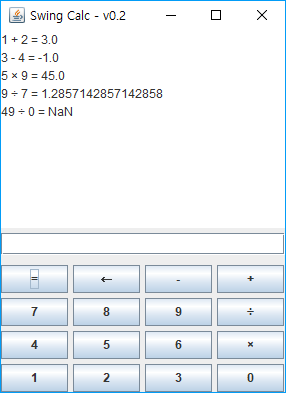 Swing Calc - v0.2
1 + 2 = 3.0
3 - 4 = -1.0
5 × 9 = 45.0
9 ÷ 7 = 1.2857142857142858
49 ÷ 0 = NaN
= ← - +
7 8 9 ÷
4 5 6 ×
1 2 3 0